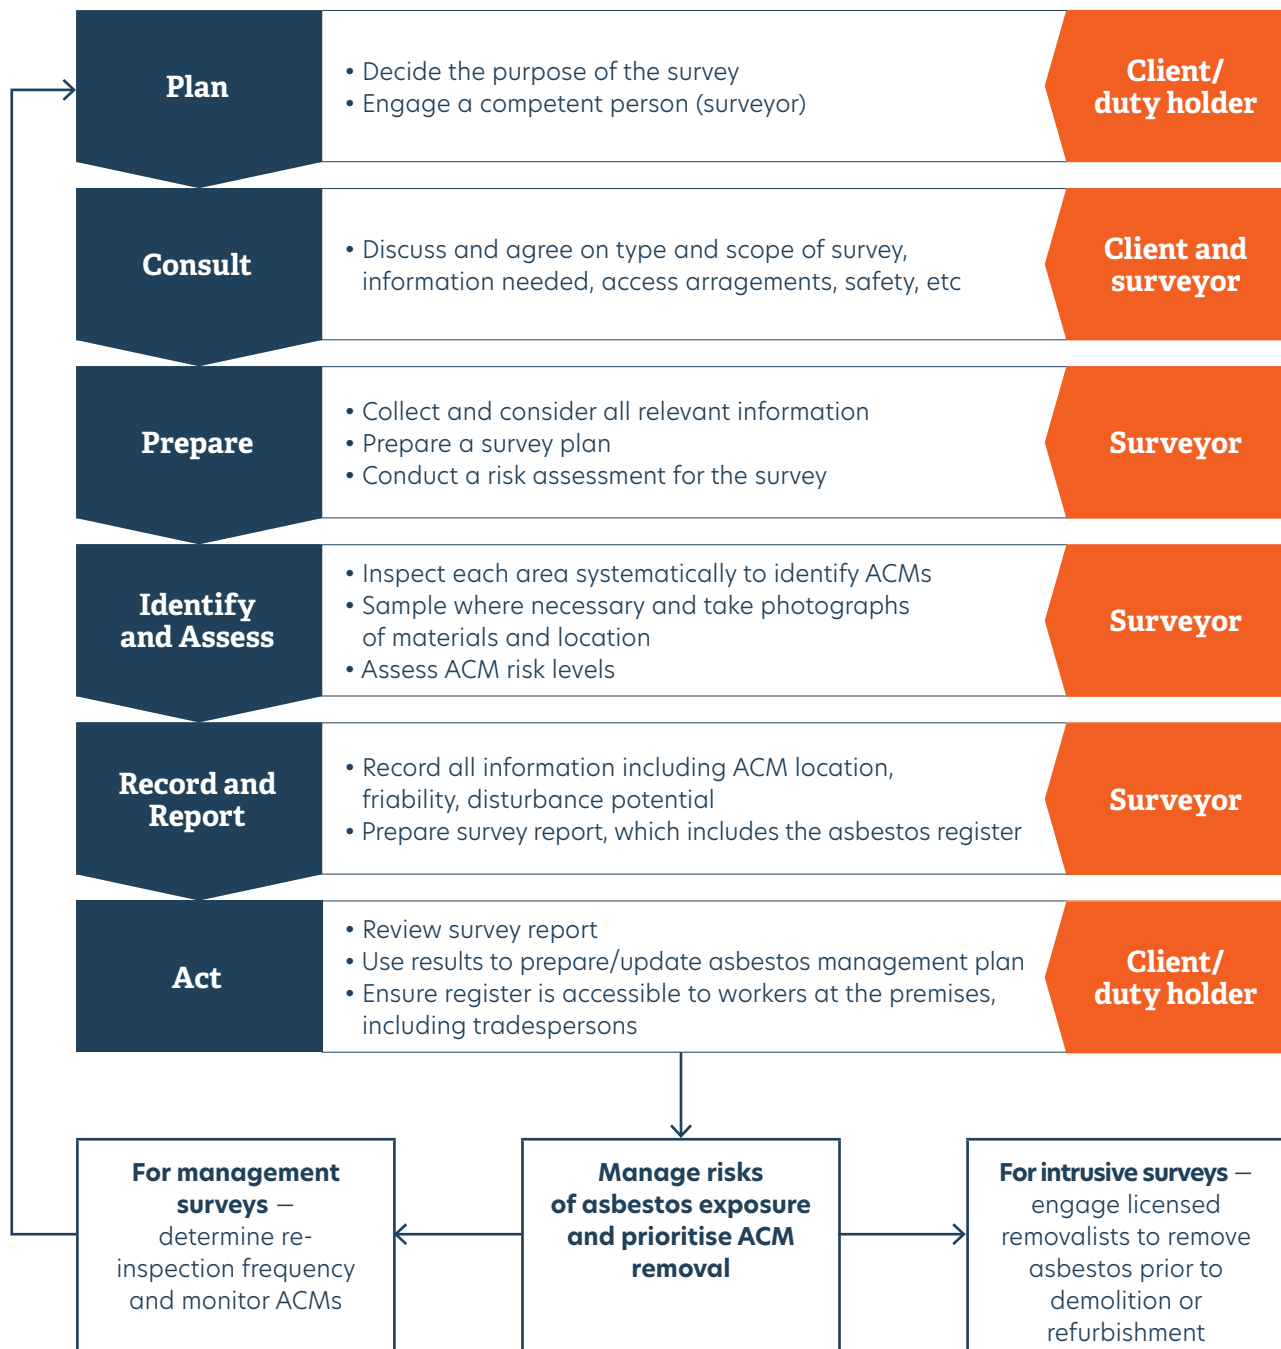 Plan
• Decide the purpose of the survey
• Engage a competent person (surveyor)
Client/
duty holder
Consult
• Discuss and agree on type and scope of survey,
information needed, access arragements, safety, etc
Client and
surveyor
Prepare
• Collect and consider all relevant information
• Prepare a survey plan
• Conduct a risk assessment for the survey
Surveyor
Identify
and Assess
• Inspect each area systematically to identify ACMs
• Sample where necessary and take photographs
of materials and location
• Assess ACM risk levels
Surveyor
Record and
Report
• Record all information including ACM location,
friability, disturbance potential
• Prepare survey report, which includes the asbestos register
Surveyor
Act
• Review survey report
• Use results to prepare/update asbestos management plan
• Ensure register is accessible to workers at the premises,
including tradespersons
Client/
duty holder
For management
surveys –
determine re-
inspection frequency
and monitor ACMs
Manage risks
of asbestos exposure
and prioritise ACM
removal
For intrusive surveys –
engage licensed
removalists to remove
asbestos prior to
demolition or
refurbishment